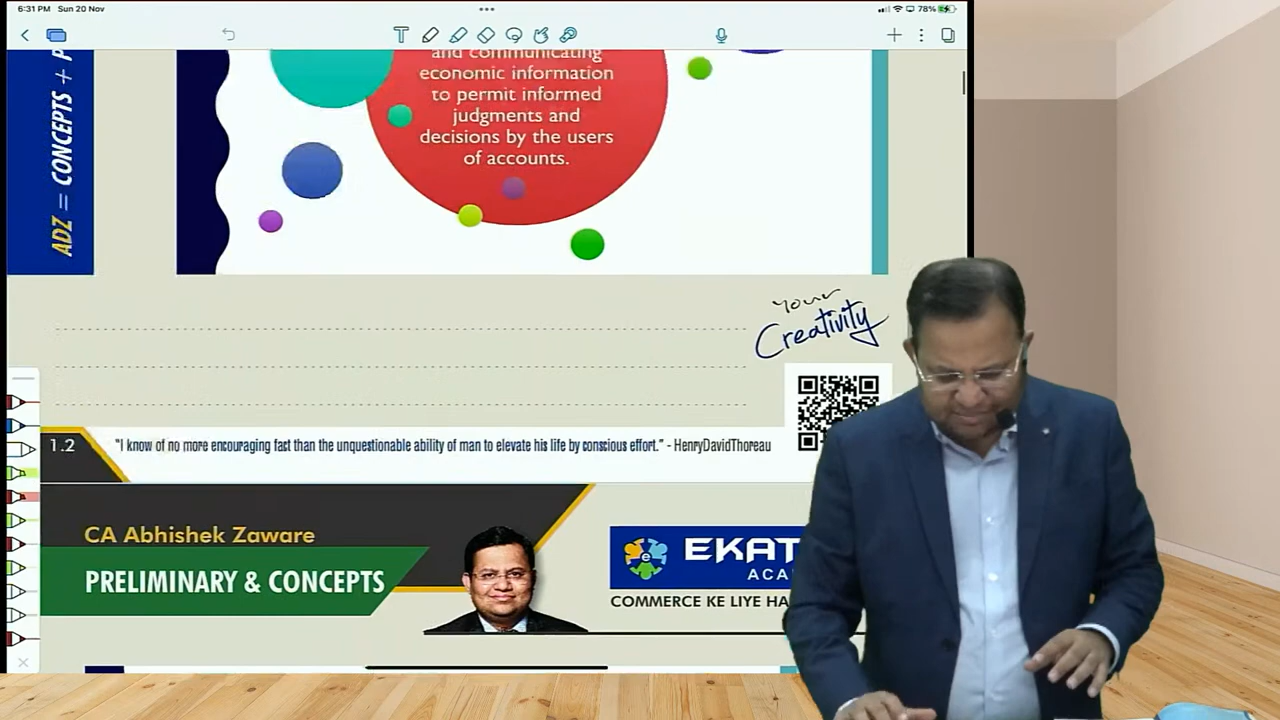 6:31 PM Sun 20 Nov
78%
ADZ = CONCEPTS +
and communicating
economic information
to permit informed
judgments and
decisions by the users
of accounts.
Your
Creativity
1.2
"I know of no more encouraging fact than the unquestionable ability of man to elevate his life by conscious effort." - HenryDavidThoreau
CA Abhishek Zaware
PRELIMINARY & CONCEPTS
EKAT
ACA
COMMERCE KE LIYE HA